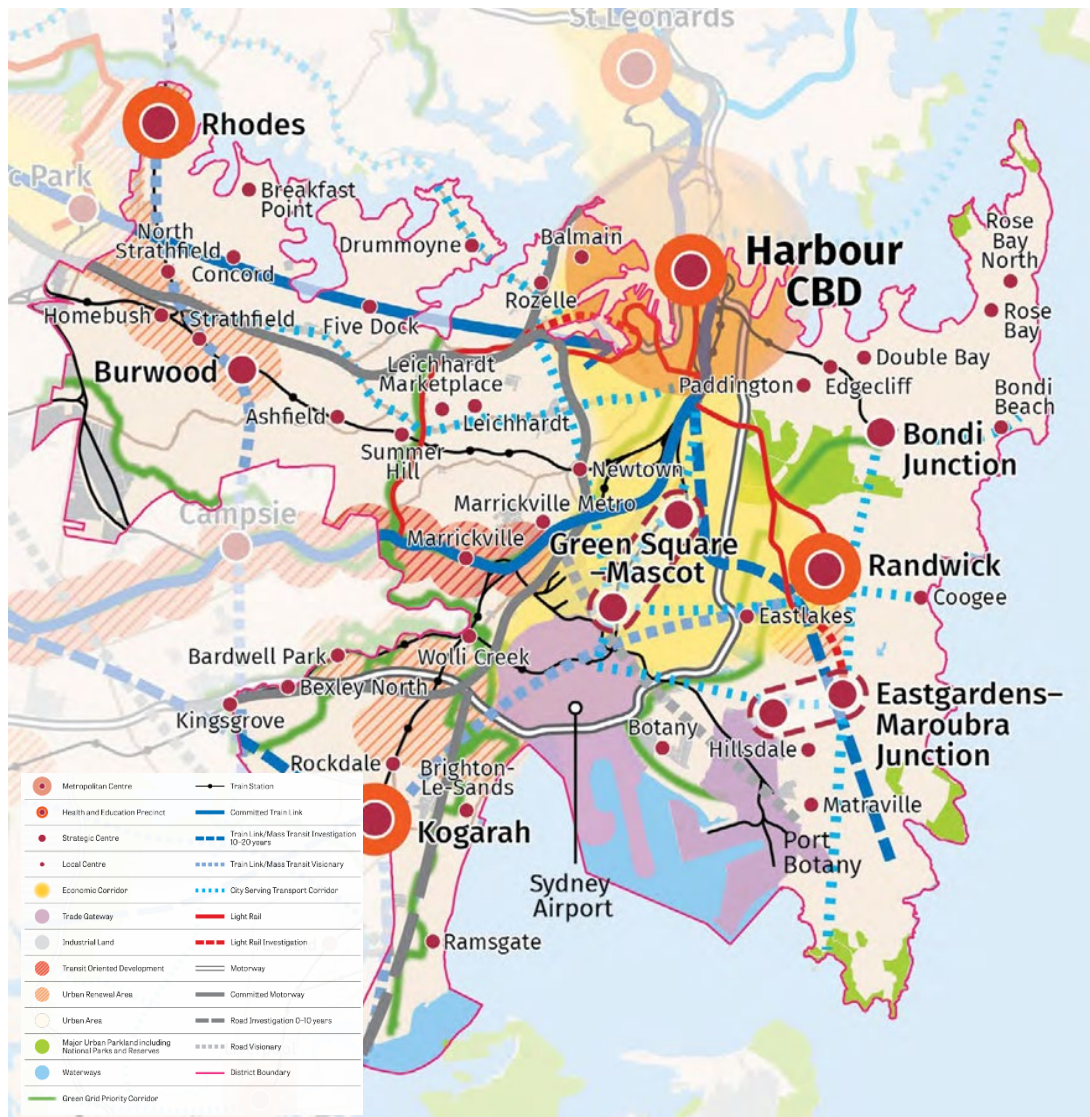 St Leonards
Rhodes
c Park
Breakfast
Point
North
Strathfield
Concord
Drummoyne
Balmain
Harbour
CBD
Rose
Bay
North
Rose
Bay
Homebush
Strathfield
Five Dock
Rozelle
Burwood
Leichhardt
Marketplace
Leichhardt
Paddington
Edgecliff
Double Bay
Bondi
Beach
Ashfield
Summer
Hill
Newtown
Bondi
Junction
Campsie
Marrickville Metro
Marrickville
Green Square
–Mascot
Randwick
Coogee
Eastlakes
Bardwell Park
Wolli Creek
Bexley North
Kingsgrove
Botany
Hillsdale
Eastgardens–
Maroubra
Junction
Rockdale
Brighton-
Le-Sands
Matraville
Kogarah
Port
Botany
Sydney
Airport
Ramsgate
Metropolitan Centre
Health and Education Precinct
Strategic Centre
Local Centre
Economic Corridor
Trade Gateway
Industrial Land
Transit Oriented Development
Urban Renewal Area
Urban Area
Major Urban Parkland including
National Parks and Reserves
Waterways
Green Grid Priority Corridor
Train Station
Committed Train Link
Train Link/Mass Transit Investigation
10–20 years
Train Link/Mass Transit Visionary
City Serving Transport Corridor
Light Rail
Light Rail Investigation
Motorway
Committed Motorway
Road Investigation 0–10 years
Road Visionary
District Boundary